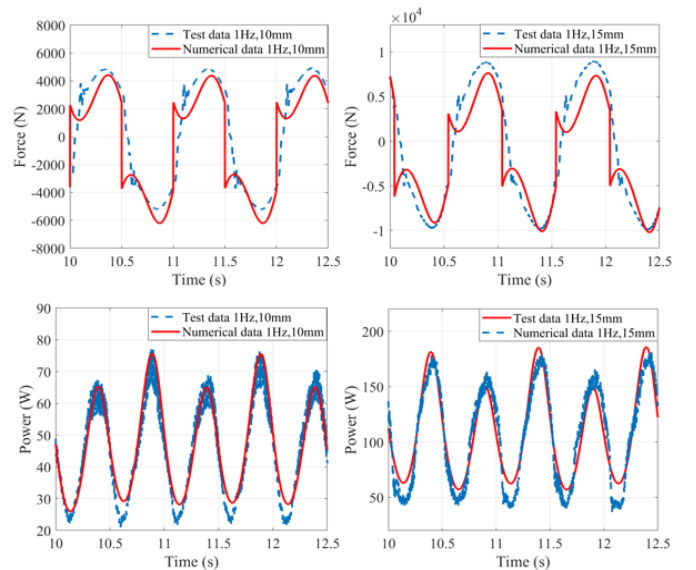 Test data 1Hz,10mm
Numerical data 1Hz,10mm
8000
6000
4000
2000
0
-2000
-4000
-6000
-8000
Force (N)
10 10.5 11 11.5 12 12.5
Time (s)
×10⁴
Test data 1Hz,15mm
Numerical data 1Hz,15mm
1
0.5
0
-0.5
-1
Force (N)
10 10.5 11 11.5 12 12.5
Time (s)
Test data 1Hz,10mm
Numerical data 1Hz,10mm
90
80
70
60
50
40
30
20
Power (W)
10 10.5 11 11.5 12 12.5
Time (s)
Test data 1Hz,15mm
Numerical data 1Hz,15mm
200
150
100
50
Power (W)
10 10.5 11 11.5 12 12.5
Time (s)